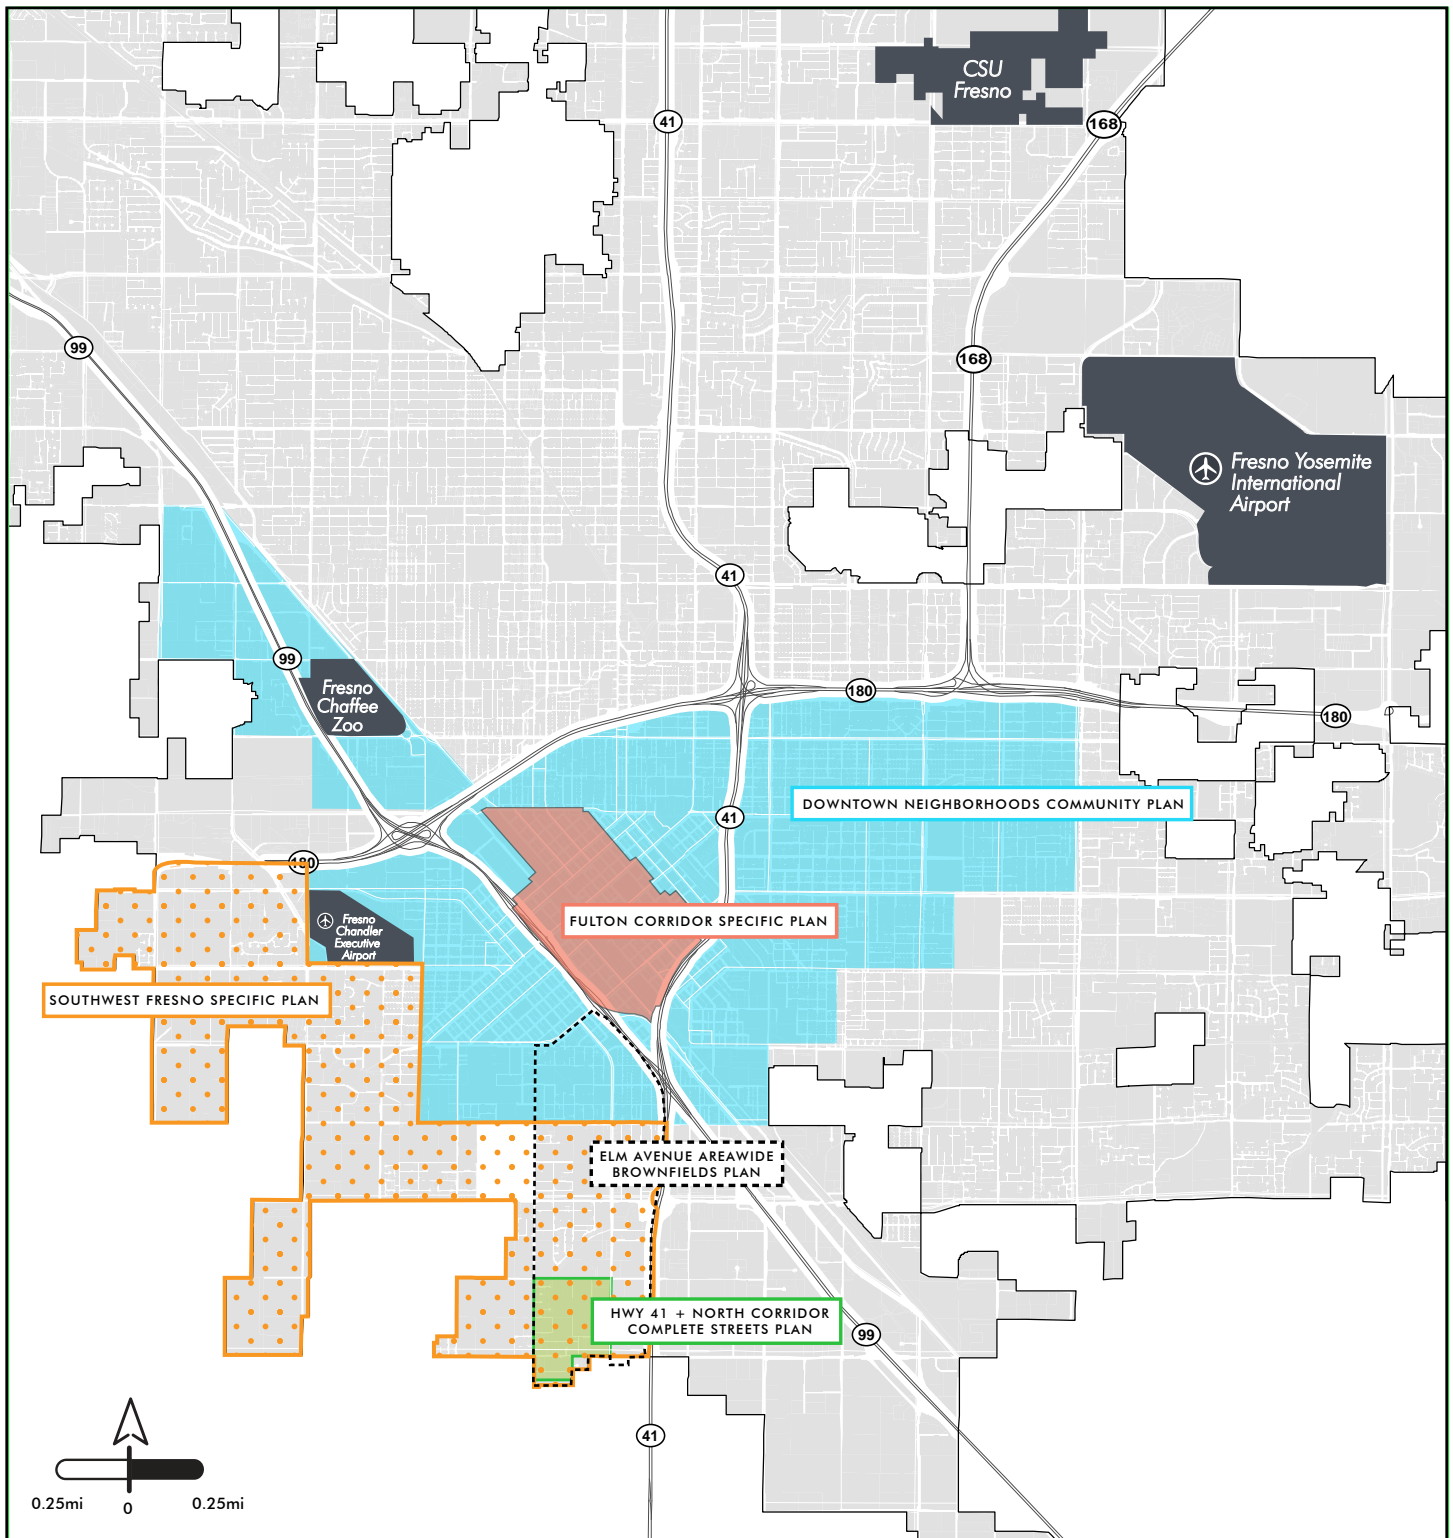 CSU
Fresno
41
168
99
168
Fresno Yosemite
International
Airport
41
99
Fresno
Chaffee
Zoo
180
180
DOWNTOWN NEIGHBORHOODS COMMUNITY PLAN
41
180
FULTON CORRIDOR SPECIFIC PLAN
Fresno
Chandler
Executive
Airport
SOUTHWEST FRESNO SPECIFIC PLAN
ELM AVENUE AREAWIDE
BROWNFIELDS PLAN
HWY 41 + NORTH CORRIDOR
COMPLETE STREETS PLAN
99
41
0.25mi
0
0.25mi